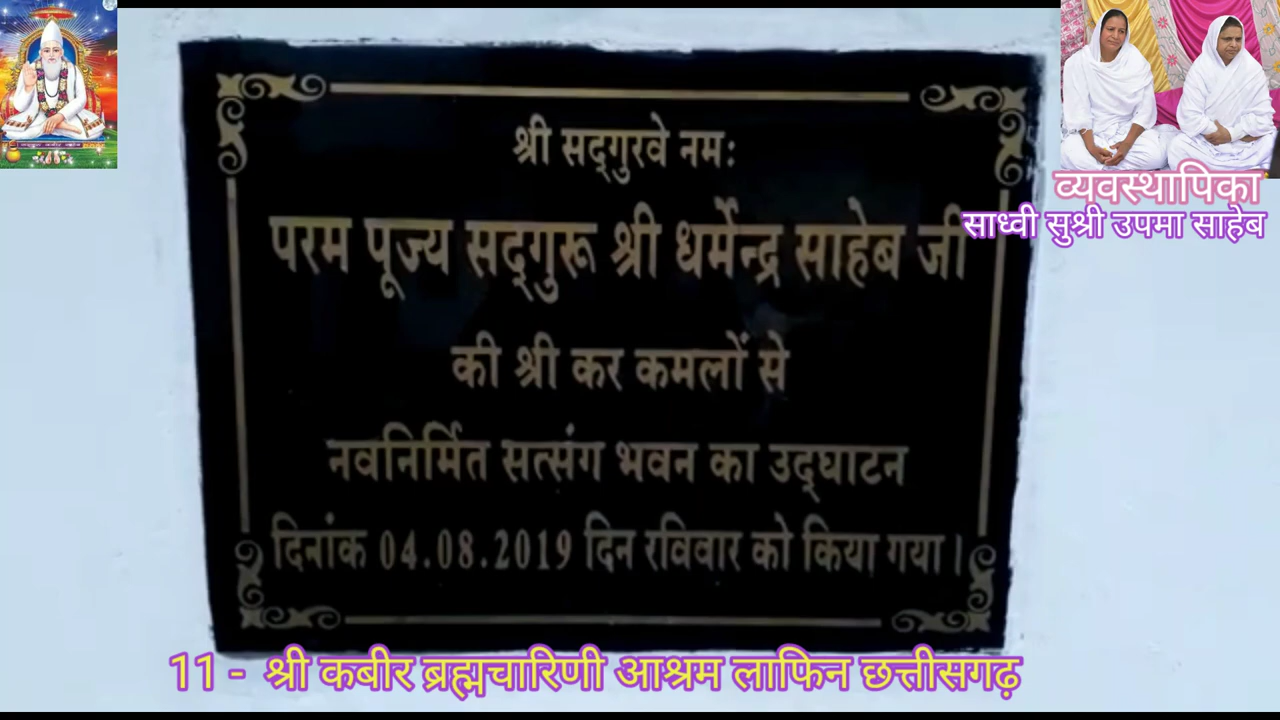 श्री सद्गुरवे नमः
परम पूज्य सद्गुरू श्री धर्मेन्द्र साहेब जी
की श्री कर कमलों से
नवनिर्मित सत्संग भवन का उद्घाटन
दिनांक 04.08.2019 दिन रविवार को किया गया।
व्यवस्थापिका
साध्वी सुश्री उपमा साहेब
11 - श्री कबीर ब्रह्मचारिणी आश्रम लाफिन छत्तीसगढ़